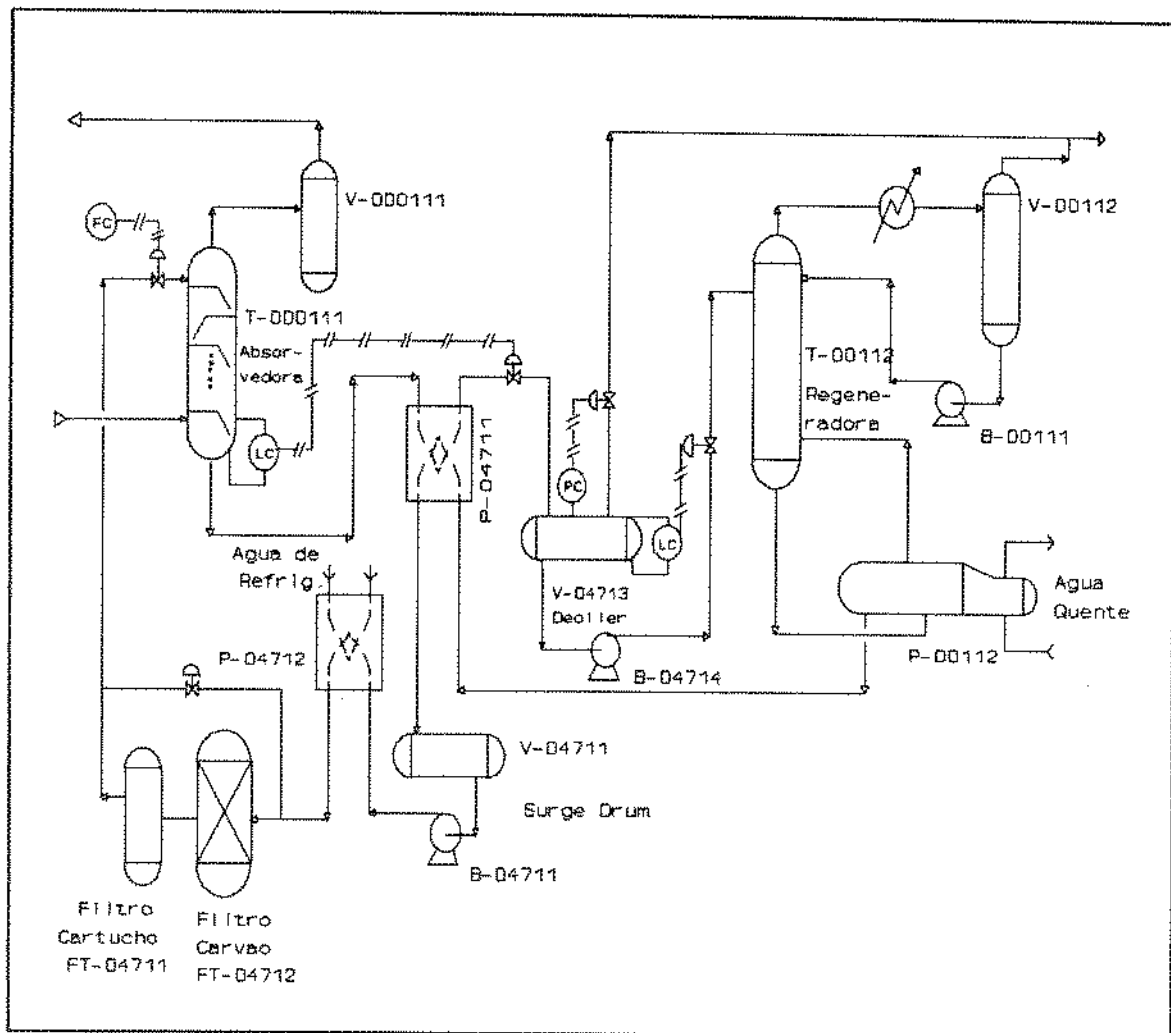 V-000111
FC
V-00112
T-000111
Absor-
vedora
LC
T-00112
Regene-
radora
P-04711
B-00111
PC
LC
Agua de
Refrig.
V-04713
Deoiler
Agua
Quente
P-04712
B-04714
P-00112
V-04711
Surge Drum
B-04711
Filtro
Cartucho
FT-04711
Filtro
Carvao
FT-04712